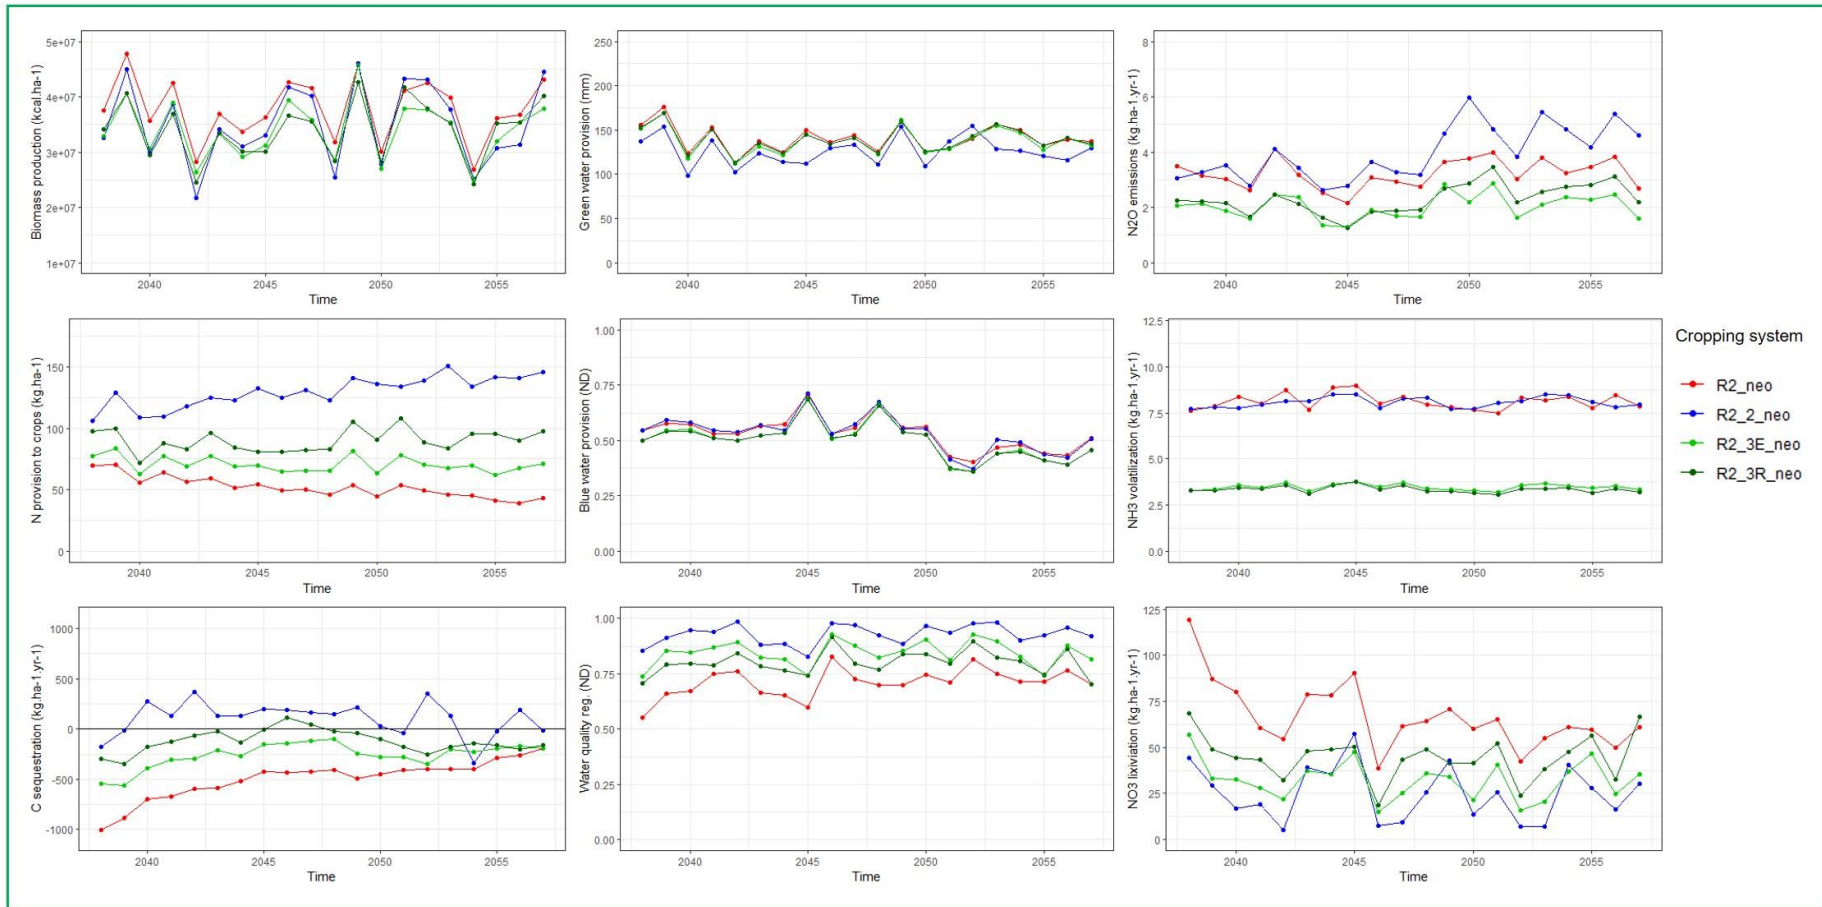 Biomass production (kcal.ha-1)
5e+07
4e+07
3e+07
2e+07
1e+07
2040 2045 2050 2055
Time
Green water provision (mm)
250
200
150
100
50
0
2040 2045 2050 2055
Time
N2O emissions (kg.ha-1.yr-1)
8
6
4
2
0
2040 2045 2050 2055
Time
N provision to crops (kg.ha-1)
150
100
50
0
2040 2045 2050 2055
Time
Blue water provision (ND)
1.00
0.75
0.50
0.25
0.00
2040 2045 2050 2055
Time
NH3 volatilization (kg.ha-1.yr-1)
12.5
10.0
7.5
5.0
2.5
0.0
2040 2045 2050 2055
Time
Cropping system
R2_neo
R2_2_neo
R2_3E_neo
R2_3R_neo
C sequestration (kg.ha-1.yr-1)
1000
500
0
-500
-1000
2040 2045 2050 2055
Time
Water quality reg. (ND)
1.00
0.75
0.50
0.25
0.00
2040 2045 2050 2055
Time
NO3 lixiviation (kg.ha-1.yr-1)
125
100
75
50
25
0
2040 2045 2050 2055
Time